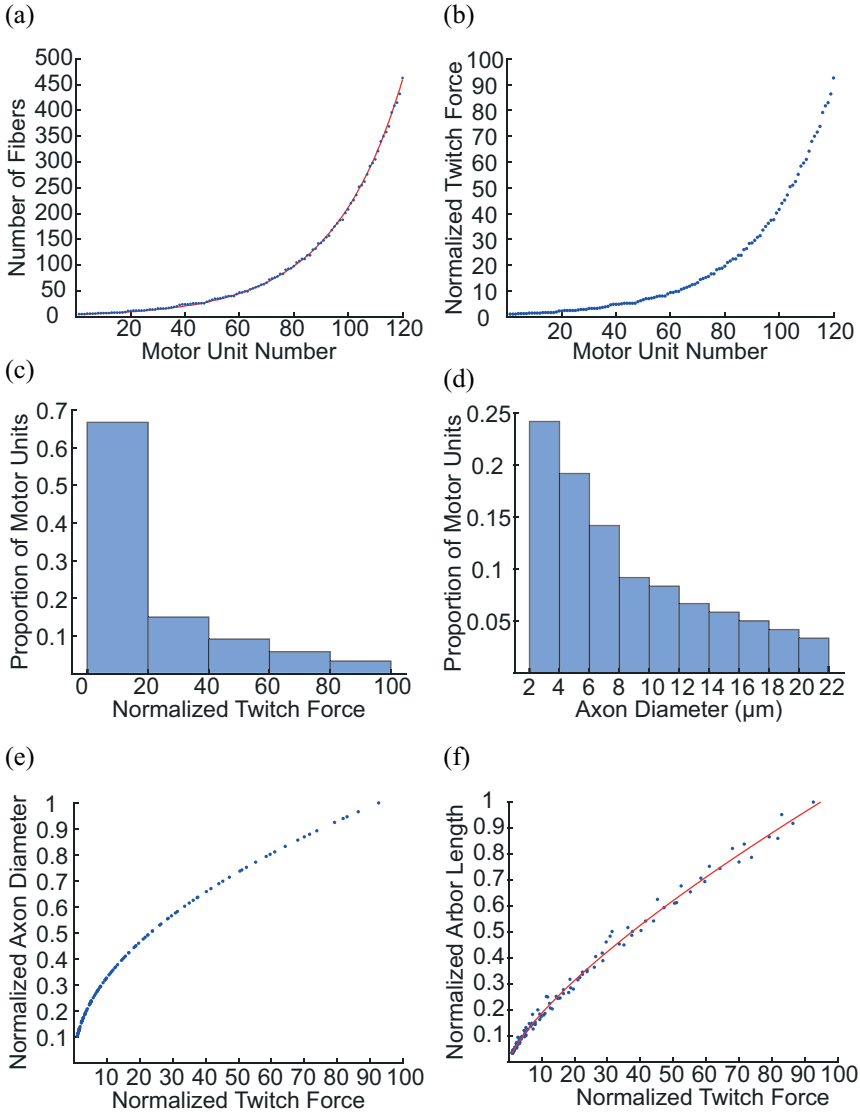 (a)
Number of Fibers
500
450
400
350
300
250
200
150
100
50
0
20 40 60 80 100 120
Motor Unit Number
(b)
Normalized Twitch Force
100
90
80
70
60
50
40
30
20
10
0
20 40 60 80 100 120
Motor Unit Number
(c)
Proportion of Motor Units
0.7
0.6
0.5
0.4
0.3
0.2
0.1
0 20 40 60 80 100
Normalized Twitch Force
(d)
Proportion of Motor Units
0.25
0.2
0.15
0.1
0.05
2 4 6 8 10 12 14 16 18 20 22
Axon Diameter (µm)
(e)
Normalized Axon Diameter
1
0.9
0.8
0.7
0.6
0.5
0.4
0.3
0.2
0.1
10 20 30 40 50 60 70 80 90 100
Normalized Twitch Force
(f)
Normalized Arbor Length
1
0.9
0.8
0.7
0.6
0.5
0.4
0.3
0.2
0.1
10 20 30 40 50 60 70 80 90 100
Normalized Twitch Force